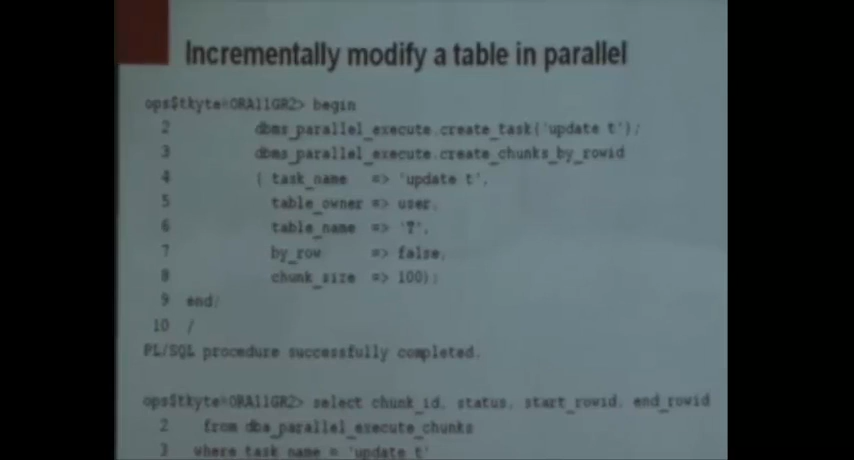 Incrementally modify a table in parallel
ops$tkyte%ORA11GR2> begin
2 dbms_parallel_execute.create_task('update t');
3 dbms_parallel_execute.create_chunks_by_rowid
4 ( task_name => 'update t',
5 table_owner => user,
6 table_name => 'T',
7 by_row => false,
8 chunk_size => 100);
9 end;
10 /
PL/SQL procedure successfully completed.
ops$tkyte%ORA11GR2> select chunk_id, status, start_rowid, end_rowid
2 from dba_parallel_execute_chunks
3 where task_name = 'update t'